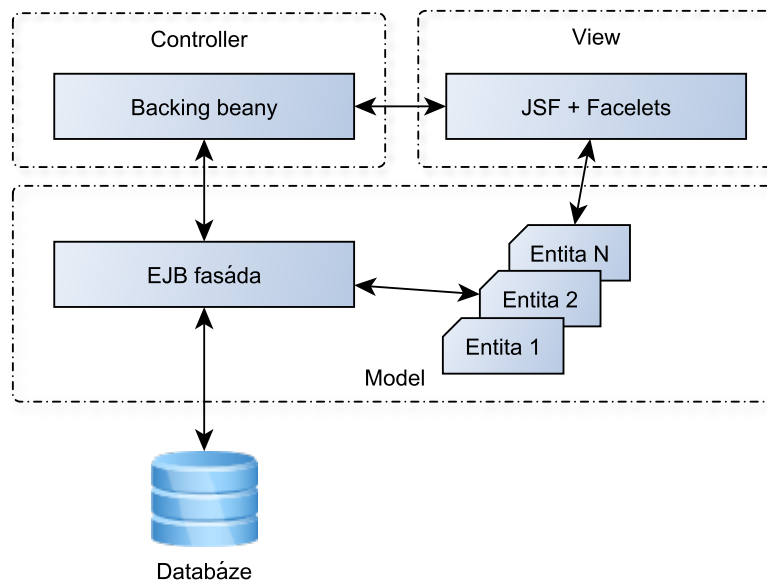 Controller
View
Backing beany
JSF + Facelets
EJB fasáda
Entita N
Entita 2
Entita 1
Model
Databáze